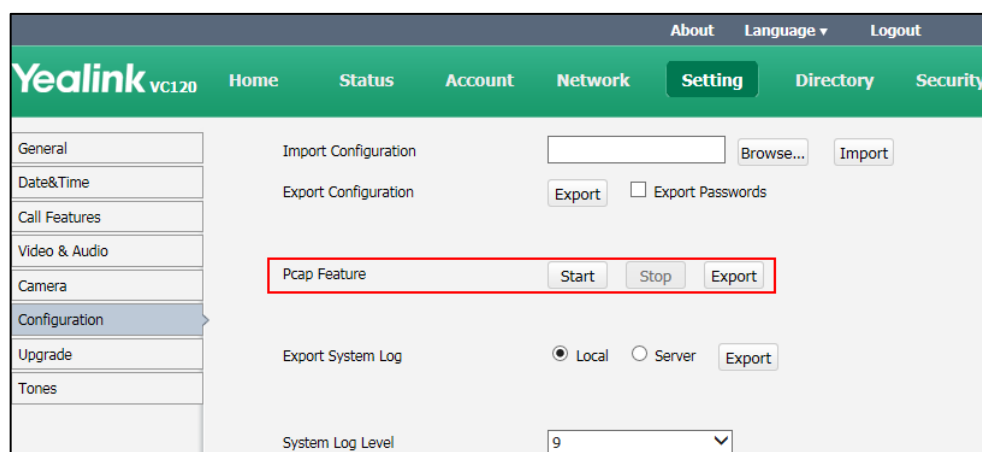 About Language ▾ Logout
Yealink VC120 Home Status Account Network Setting Directory Security
General
Date&Time
Call Features
Video & Audio
Camera
Configuration
Upgrade
Tones
Import Configuration Browse... Import
Export Configuration Export Export Passwords
Pcap Feature Start Stop Export
Export System Log Local Server Export
System Log Level 9